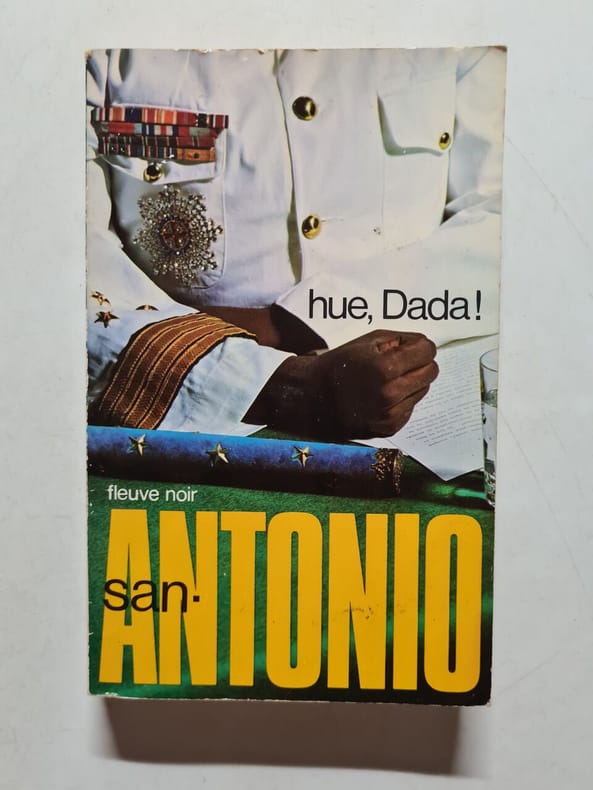 hue, Dada!
fleuve noir
san-
ANTONIO